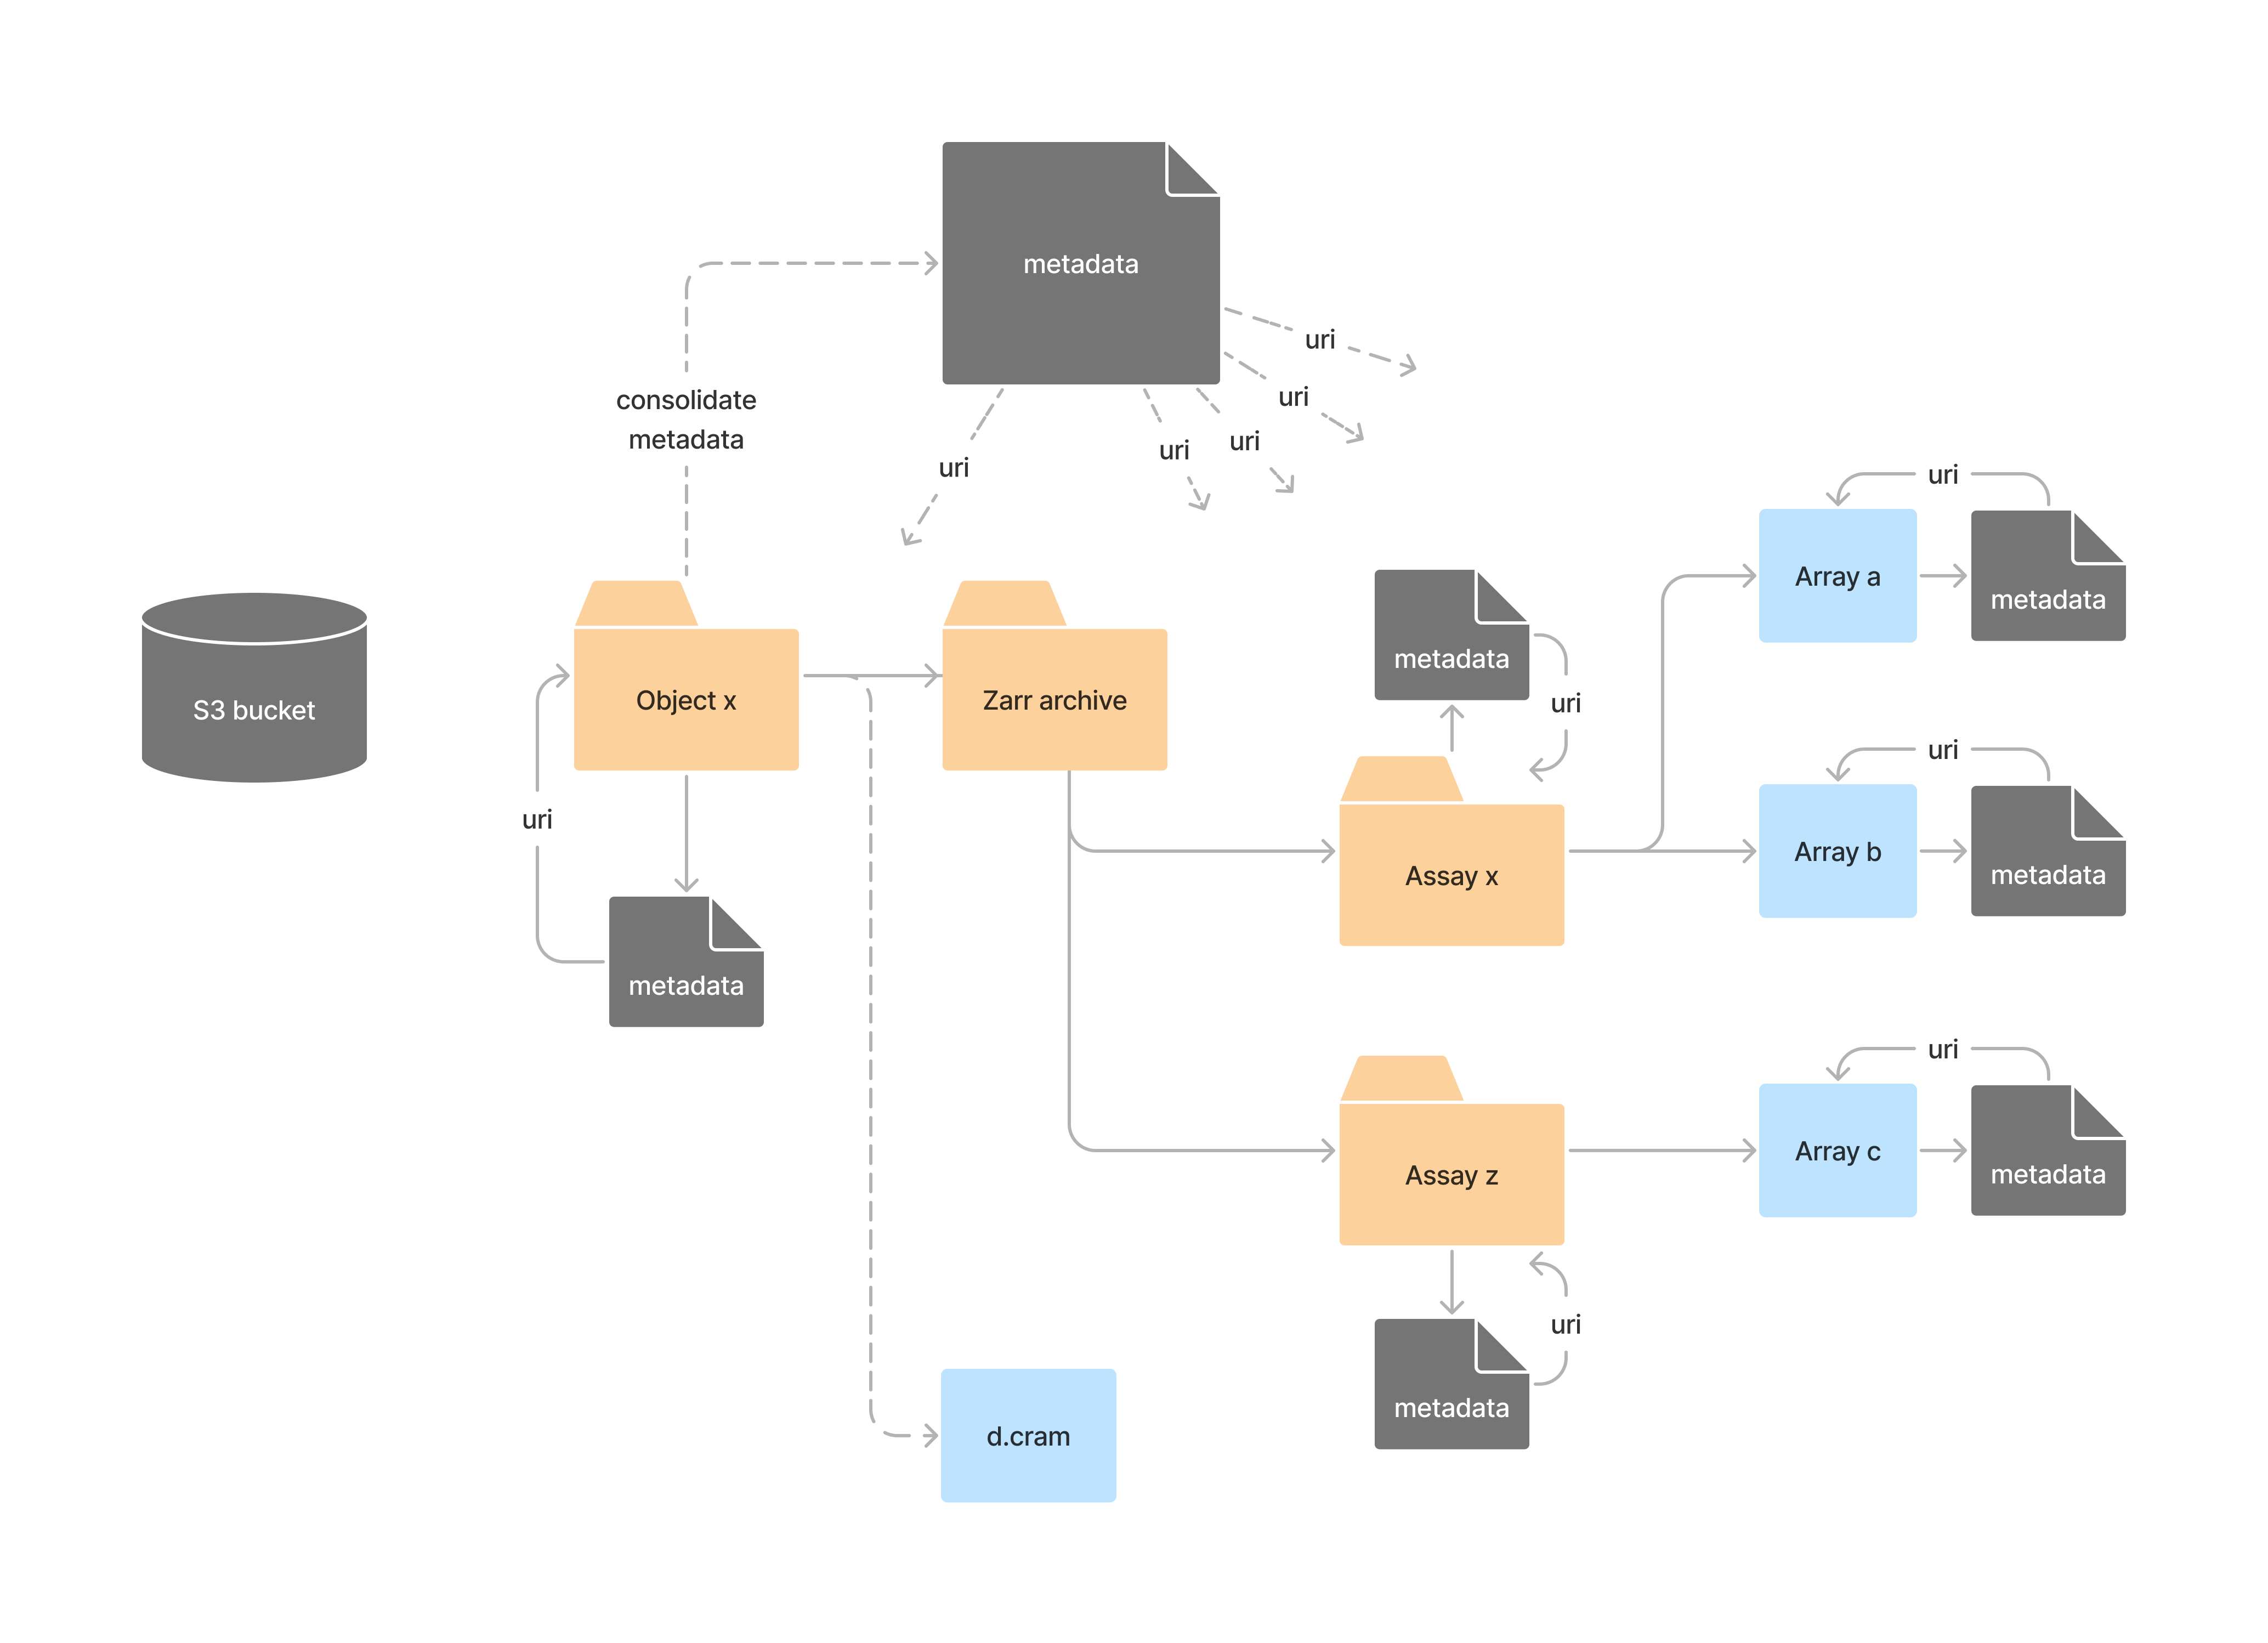 metadata
uri
consolidate
metadata
uri
uri
uri
uri
uri
Array a
metadata
metadata
uri
S3 bucket
Object x
Zarr archive
uri
uri
Array b
metadata
Assay x
metadata
uri
Array c
metadata
Assay z
uri
metadata
d.cram